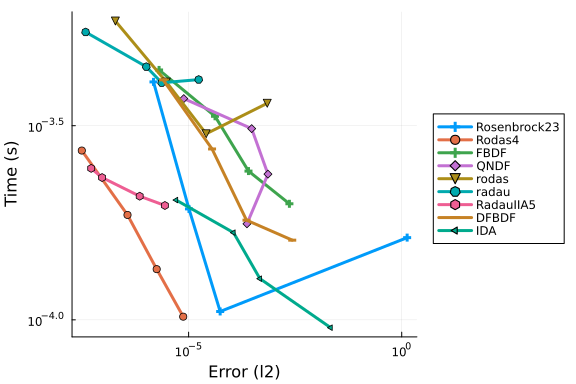 Time (s)
10^−3.5
10^−4.0
10^−5
10^0
Error (l2)
Rosenbrock23
Rodas4
FBDF
QNDF
rodas
radau
RadauIIA5
DFBDF
IDA